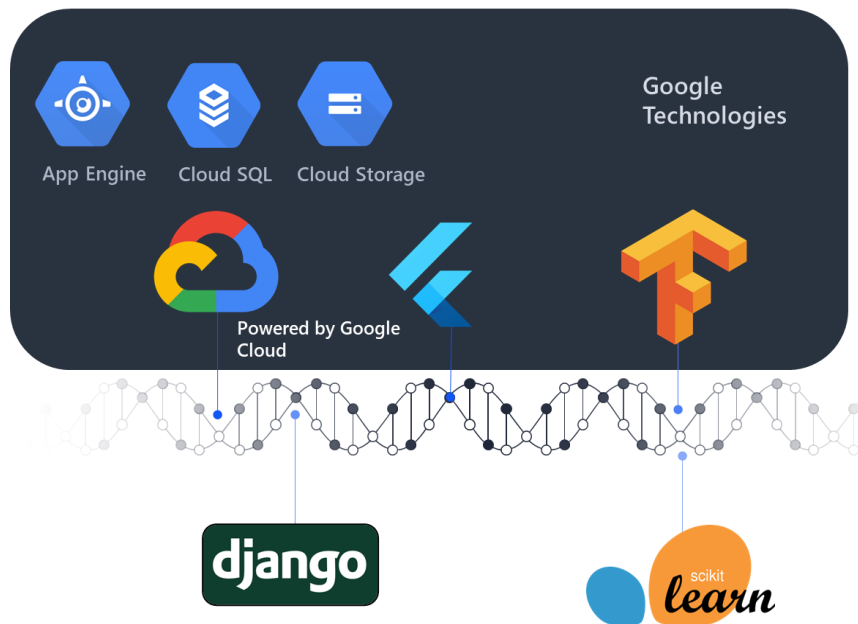 Google
Technologies
App Engine
Cloud SQL
Cloud Storage
Powered by Google
Cloud
django
scikit
learn